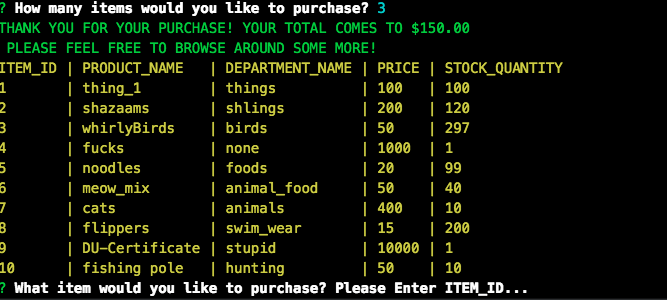 ? How many items would you like to purchase? 3
THANK YOU FOR YOUR PURCHASE! YOUR TOTAL COMES TO $150.00
PLEASE FEEL FREE TO BROWSE AROUND SOME MORE!
ITEM_ID | PRODUCT_NAME | DEPARTMENT_NAME | PRICE | STOCK_QUANTITY
1 | thing_1 | things | 100 | 100
2 | shazaams | shlings | 200 | 120
3 | whirlyBirds | birds | 50 | 297
4 | fucks | none | 1000 | 1
5 | noodles | foods | 20 | 99
6 | meow_mix | animal_food | 50 | 40
7 | cats | animals | 400 | 10
8 | flippers | swim_wear | 15 | 200
9 | DU-Certificate | stupid | 10000 | 1
10 | fishing pole | hunting | 50 | 10
? What item would you like to purchase? Please Enter ITEM_ID...